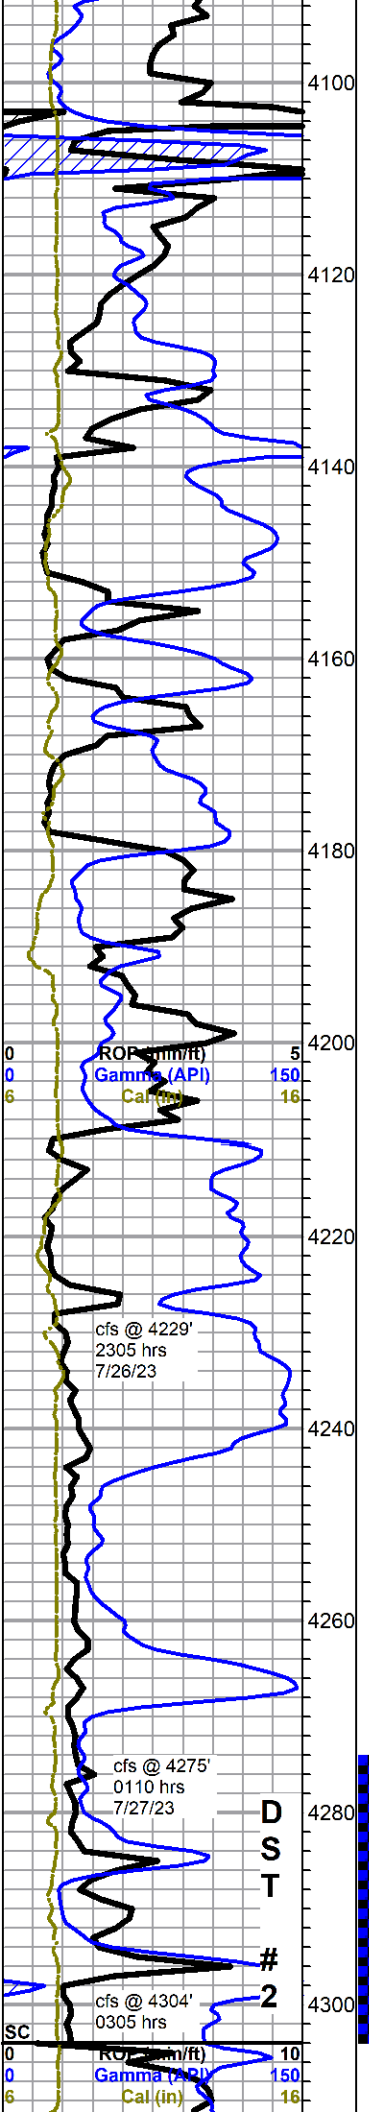 4100
4120
4140
4160
4180
4200
0 ROP (min/ft) 5
0 Gamma (API) 150
6 Cal (in) 16
4220
cfs @ 4229'
2305 hrs
7/26/23
4240
4260
cfs @ 4275'
0110 hrs
7/27/23
4280
D
S
T
#
2
cfs @ 4304'
0305 hrs
4300
SC
0 ROP (min/ft) 10
0 Gamma (API) 150
6 Cal (in) 16